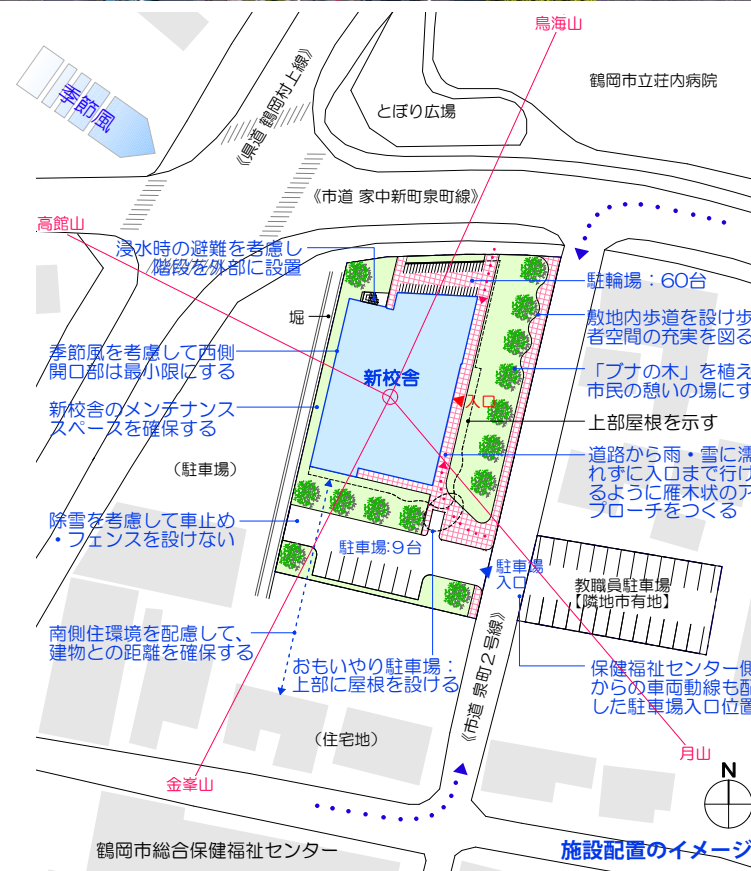 鳥海山
鶴岡市立荘内病院
季節風
《県道 鶴岡村上線》
とぼり広場
《市道 家中新町泉町線》
高館山
浸水時の避難を考慮し
階段を外部に設置
駐輪場：60台
堀
敷地内歩道を設け歩
者空間の充実を図る
季節風を考慮して西側
開口部は最小限にする
新校舎
「ブナの木」を植え
市民の憩いの場にす
入口
新校舎のメンテナンス
スペースを確保する
上部屋根を示す
（駐車場）
道路から雨・雪に濡
れずに入口まで行け
るように雁木状のア
プローチをつくる
除雪を考慮して車止め
・フェンスを設けない
駐車場:9台
駐車場
入口
教職員駐車場
【隣地市有地】
南側住環境を配慮して、
建物との距離を確保する
おもいやり駐車場：
上部に屋根を設ける
《市道 泉町2号線》
保健福祉センター側
からの車両動線も配
した駐車場入口位置
（住宅地）
月山
金峯山
N
鶴岡市総合保健福祉センター
施設配置のイメージ